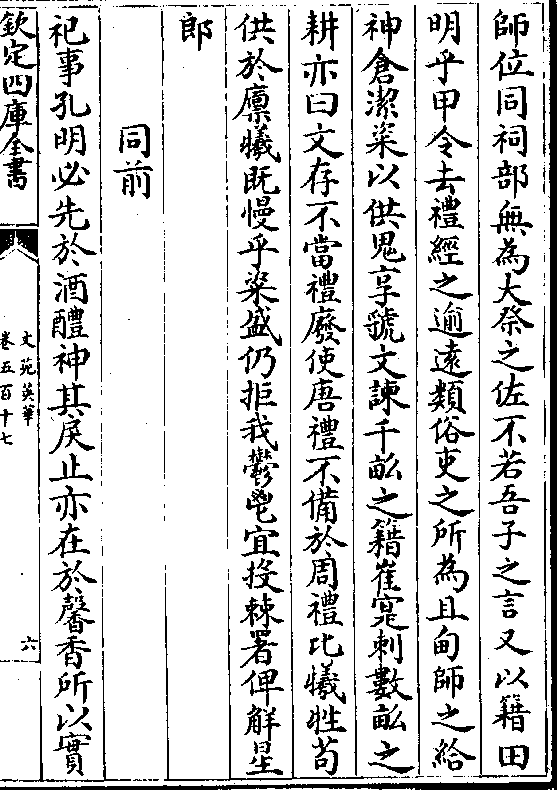 師位同祠部無為大祭之佐不若吾子之言又以籍田
明乎甲令去禮經之逾遠類俗吏之所為且甸師之給
神倉潔粢以供鬼享虢文諫千畝之籍崔寔刺數畝之
耕亦曰文存不當禮廢使唐禮不備於周禮比犧牲茍
供於廩犧既慢乎粢盛仍拒我鬱鬯宜投棘署俾解星
郎
同前
祀事孔明必先於酒醴神其戾止亦在於馨香所以實
欽定四庫全書
文苑英華
卷五百十七
六